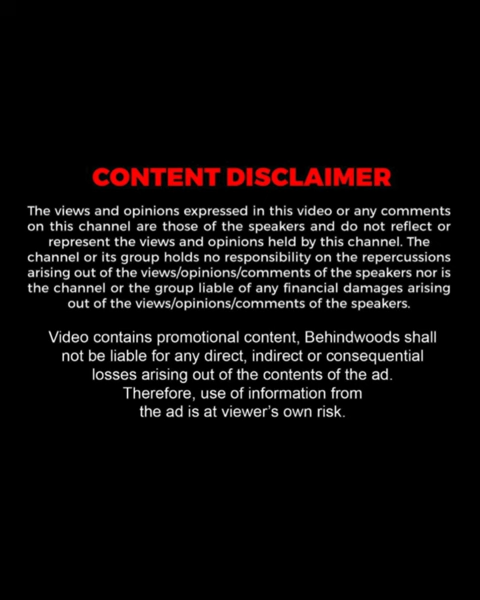 CONTENT DISCLAIMER
The views and opinions expressed in this video or any comments
on this channel are those of the speakers and do not reflect or
represent the views and opinions held by this channel. The
channel or its group holds no responsibility on the repercussions
arising out of the views/opinions/comments of the speakers nor is
the channel or the group liable of any financial damages arising
out of the views/opinions/comments of the speakers.
Video contains promotional content, Behindwoods shall
not be liable for any direct, indirect or consequential
losses arising out of the contents of the ad.
Therefore, use of information from
the ad is at viewer's own risk.